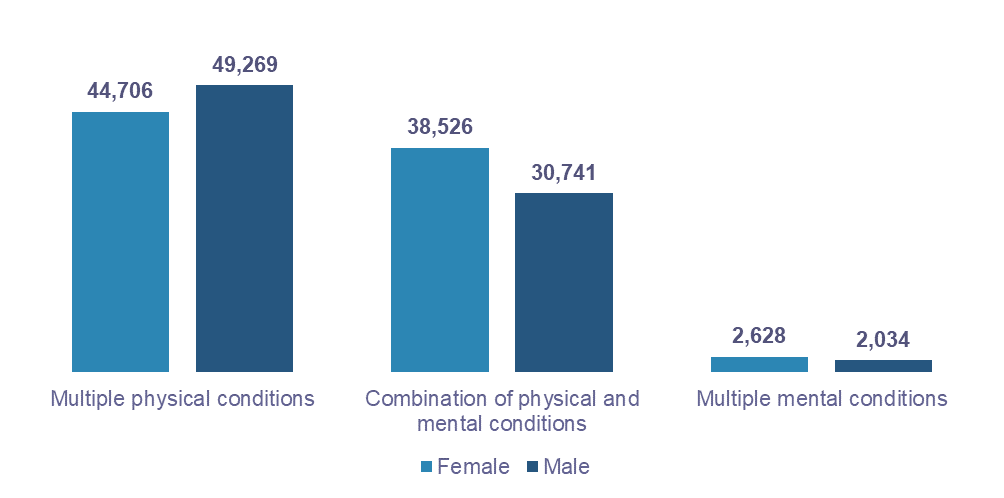 49,269
44,706
38,526
30,741
2,628
2,034
Multiple physical conditions
Combination of physical and
mental conditions
Multiple mental conditions
Female
Male